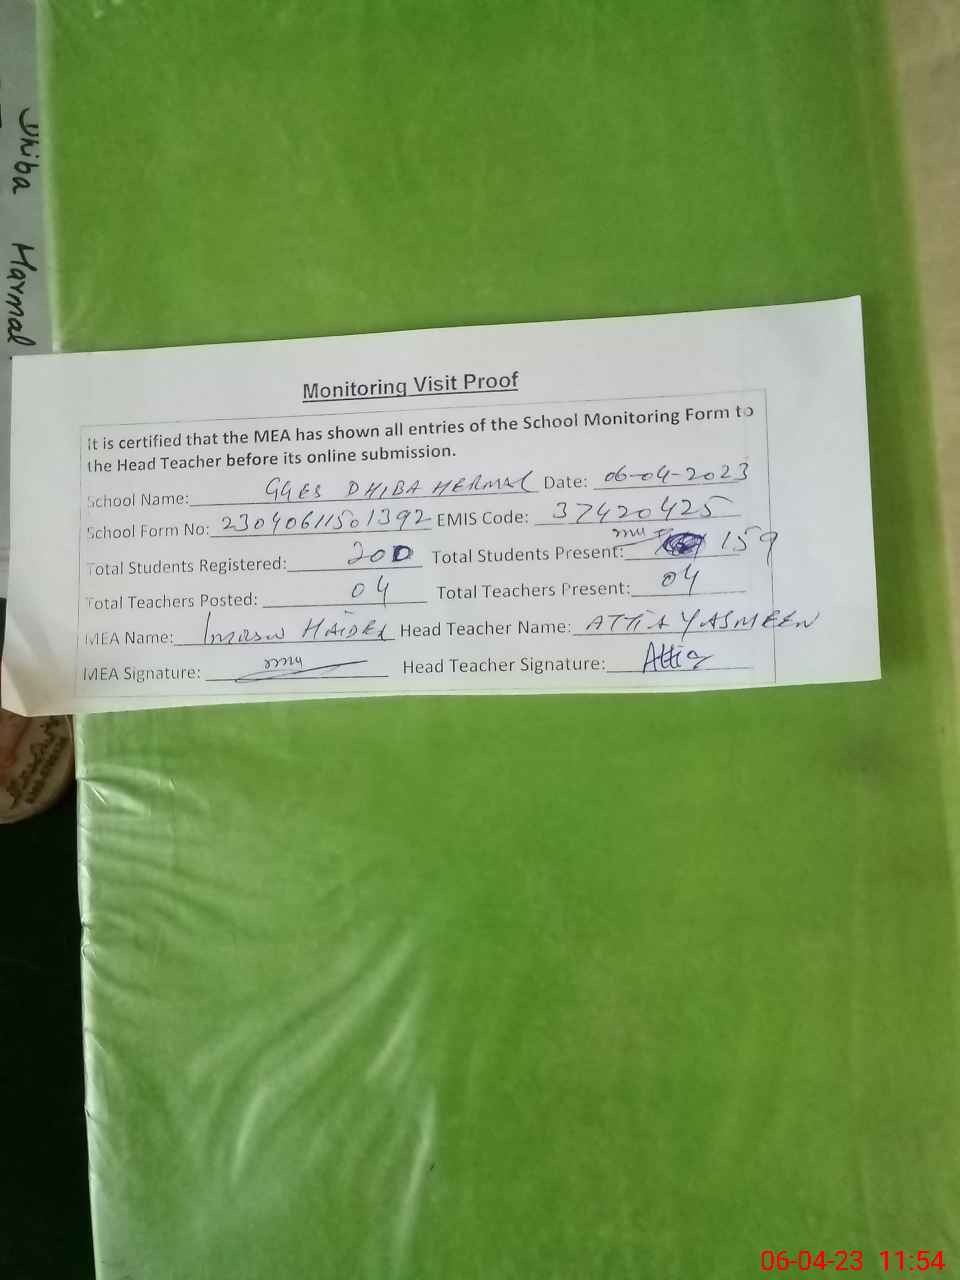 Dhiba Harmal
Monitoring Visit Proof
It is certified that the MEA has shown all entries of the School Monitoring Form to
the Head Teacher before its online submission.
School Name: GGES DHIBA HERMAL Date: 06-04-2023
School Form No: 23040611501392 EMIS Code: 37420425
Total Students Registered: 200 Total Students Present: 159
Total Teachers Posted: 04 Total Teachers Present: 04
MEA Name: Imran HAIDER Head Teacher Name: ATTIA YASMEEN
MEA Signature: Head Teacher Signature: Attia
06-04-23 11:54